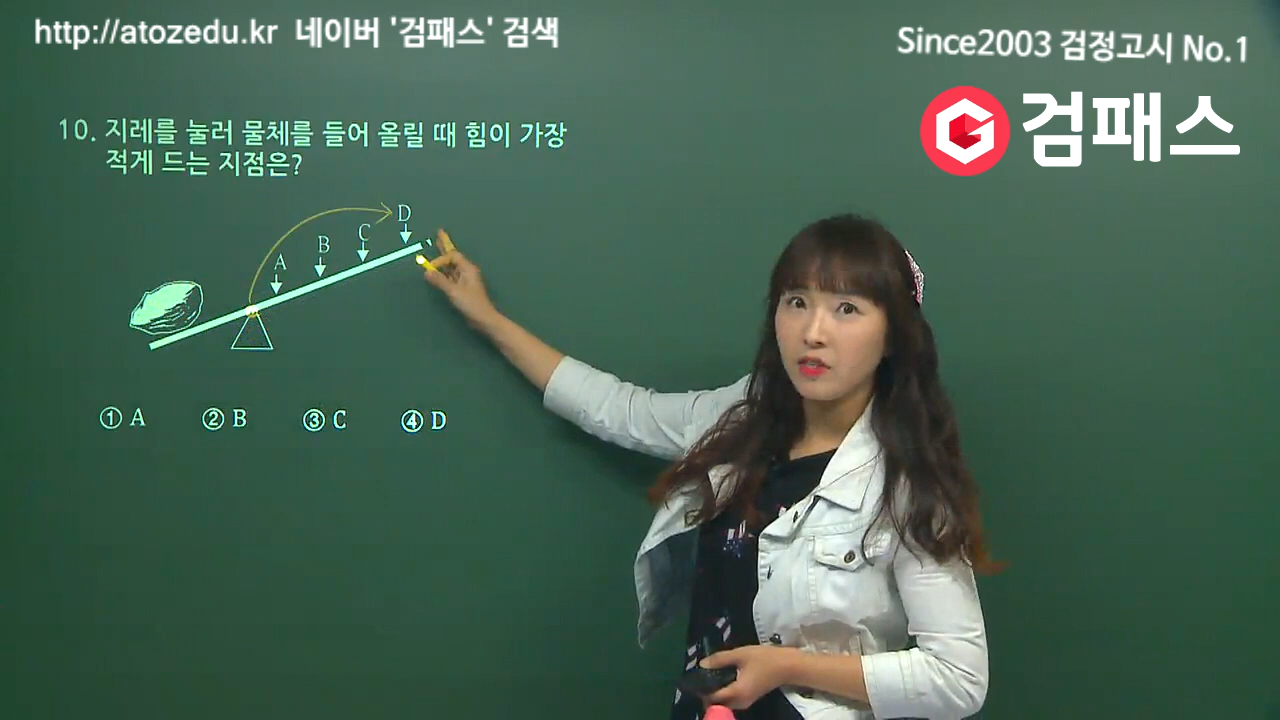 http://atozedu.kr 네이버 '검패스' 검색
Since2003 검정고시 No.1
검패스
10. 지레를 눌러 물체를 들어 올릴 때 힘이 가장
적게 드는 지점은?
D
C
B
A
① A ② B ③ C ④ D